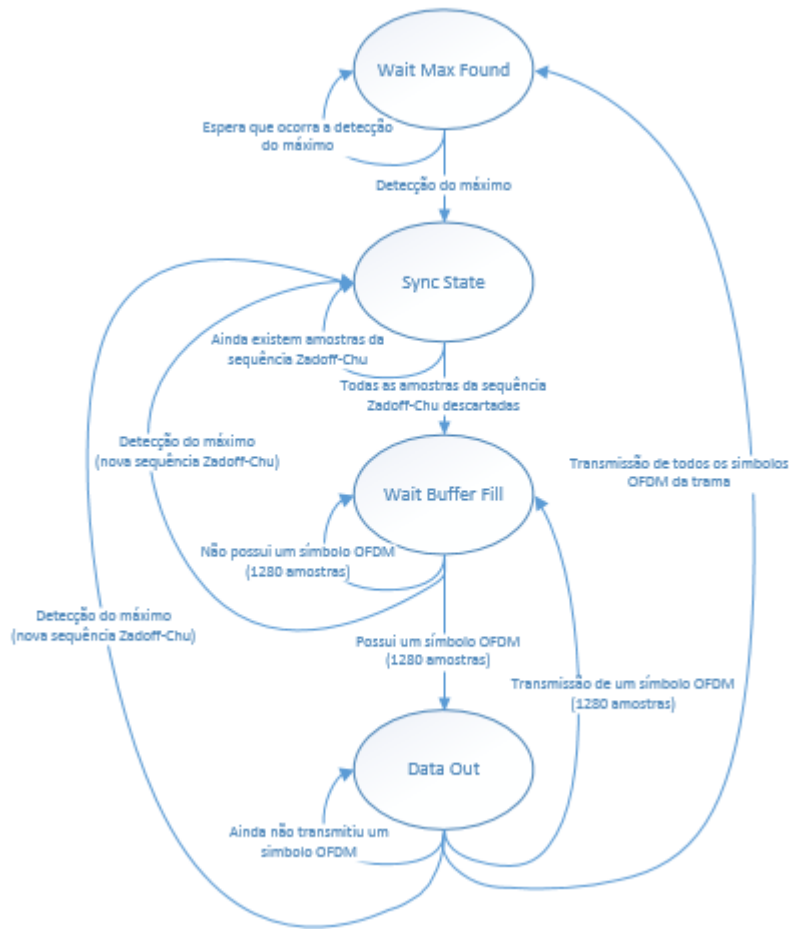 Wait Max Found
Espera que ocorra a detecção
do máximo
Detecção do máximo
Sync State
Ainda existem amostras da
sequência Zadoff-Chu
Todas as amostras da sequência
Zadoff-Chu descartadas
Detecção do máximo
(nova sequência Zadoff-Chu)
Transmissão de todos os símbolos
OFDM da trama
Wait Buffer Fill
Não possui um símbolo OFDM
(1280 amostras)
Detecção do máximo
(nova sequência Zadoff-Chu)
Possui um símbolo OFDM
(1280 amostras)
Transmissão de um símbolo OFDM
(1280 amostras)
Data Out
Ainda não transmitiu um
símbolo OFDM